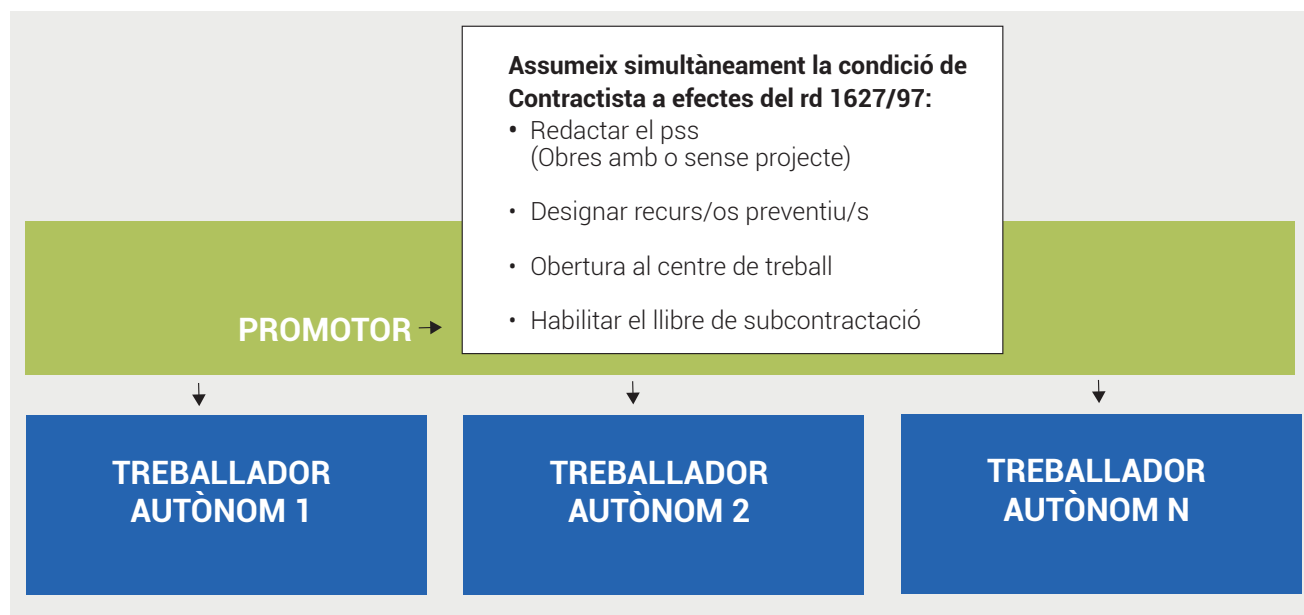 Assumeix simultàneament la condició de
Contractista a efectes del rd 1627/97:
• Redactar el pss
(Obres amb o sense projecte)
• Designar recurs/os preventiu/s
• Obertura al centre de treball
• Habilitar el llibre de subcontractació
PROMOTOR
TREBALLADOR
AUTÒNOM 1
TREBALLADOR
AUTÒNOM 2
TREBALLADOR
AUTÒNOM N